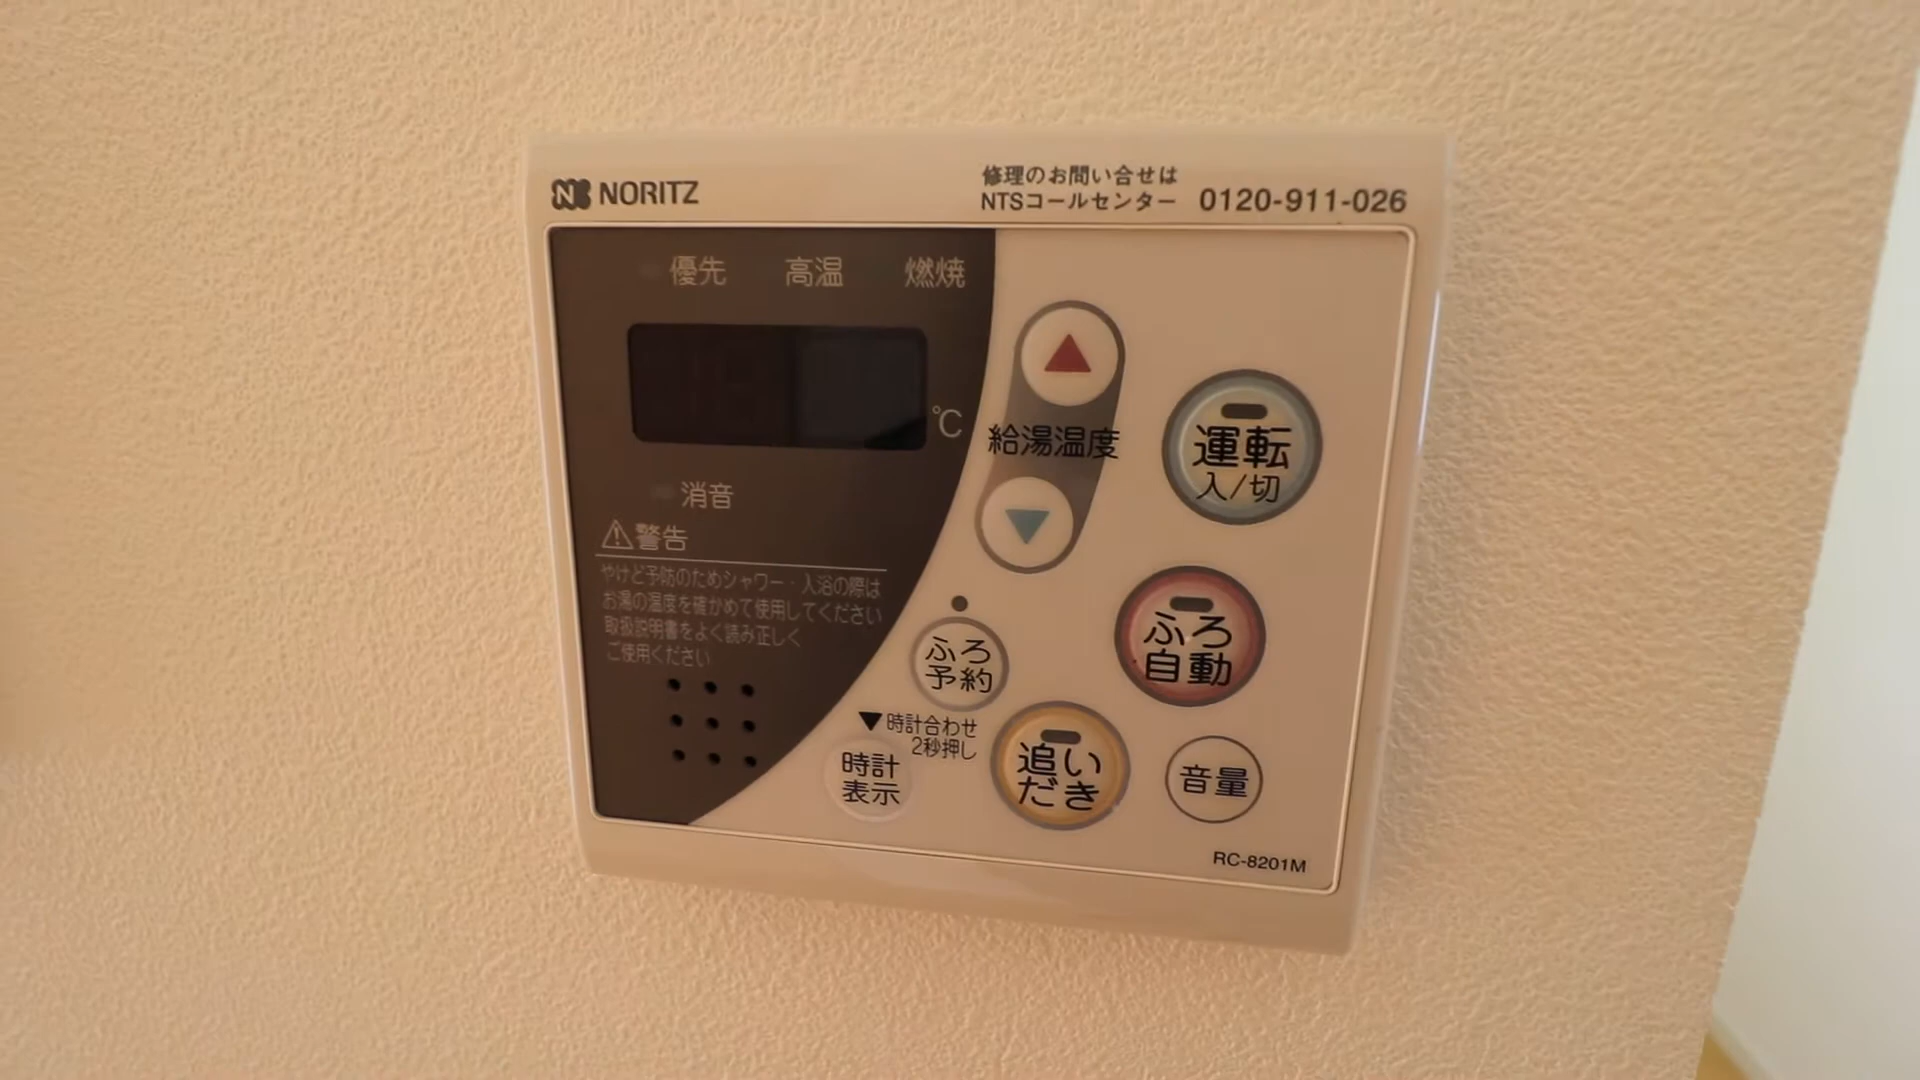 NORITZ
修理のお問い合せは
NTSコールセンター 0120-911-026
優先 高温 燃焼
℃
給湯温度
運転
入/切
消音
⚠警告
やけど予防のためシャワー・入浴の際は
お湯の温度を確かめて使用してください
取扱説明書をよく読み正しく
ご使用ください
ふろ
自動
ふろ
予約
▼時計合わせ
2秒押し
時計
表示
追い
だき
音量
RC-8201M